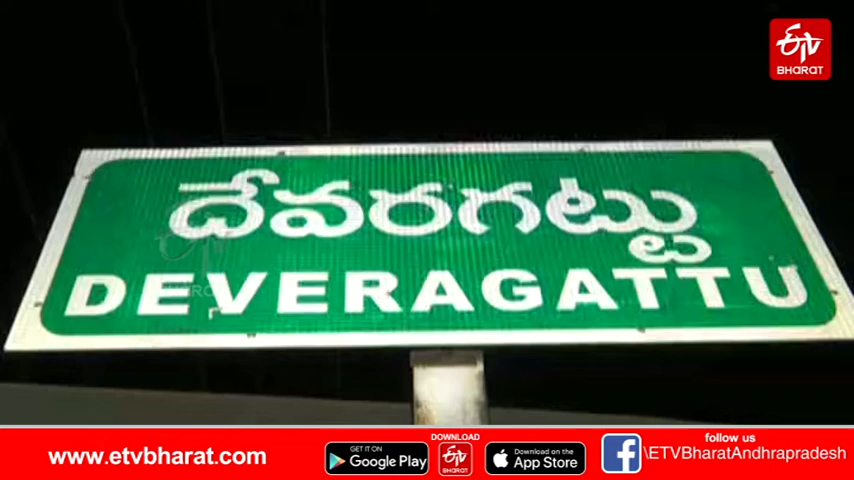 ETV
BHARAT
దేవరగట్టు
DEVERAGATTU
www.etvbharat.com
GET IT ON
Google Play
DOWNLOAD
ETV
BHARAT
Download on the
App Store
follow us
\ETVBharatAndhrapradesh